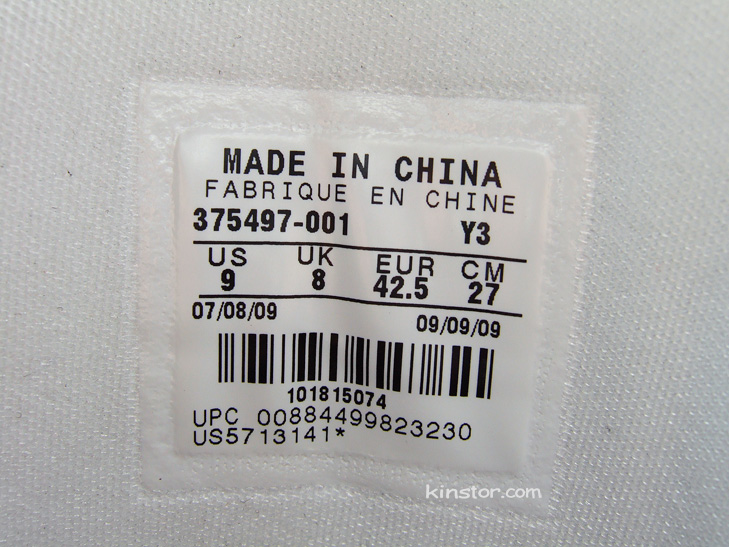 MADE IN CHINA
FABRIQUE EN CHINE
375497-001 Y3
US UK EUR CM
9 8 42.5 27
07/08/09 09/09/09
101815074
UPC 00884499823230
US5713141*
kinstor.com